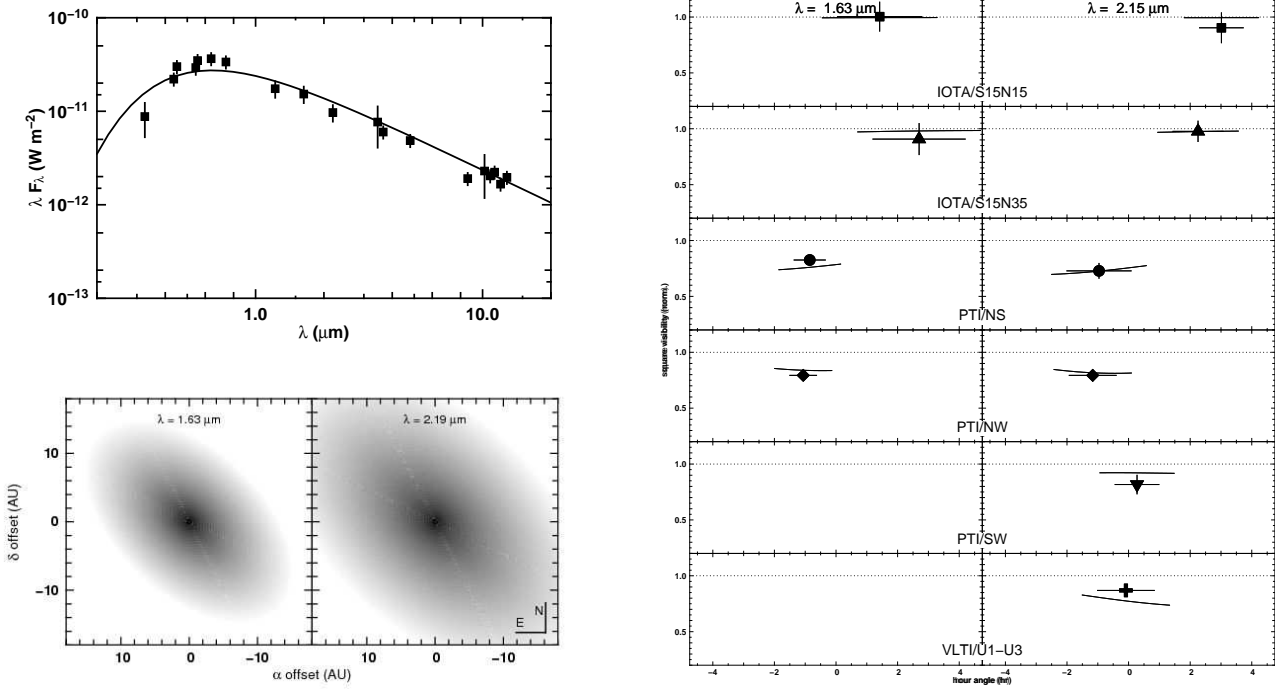 10⁻¹⁰
10⁻¹¹
10⁻¹²
10⁻¹³
λ Fλ (W m⁻²)
1.0
10.0
λ (μm)
λ = 1.63 μm
λ = 2.19 μm
10
0
−10
δ offset (AU)
N
E
10
0
−10
10
0
−10
α offset (AU)
λ = 1.63 μm
λ = 2.15 μm
1.0
0.5
IOTA/S15N15
1.0
0.5
IOTA/S15N35
1.0
0.5
PTI/NS
square visibility (norm.)
1.0
0.5
PTI/NW
1.0
0.5
PTI/SW
1.0
0.5
VLTI/U1−U3
−4
−2
0
2
4
−2
0
2
4
hour angle (hr)